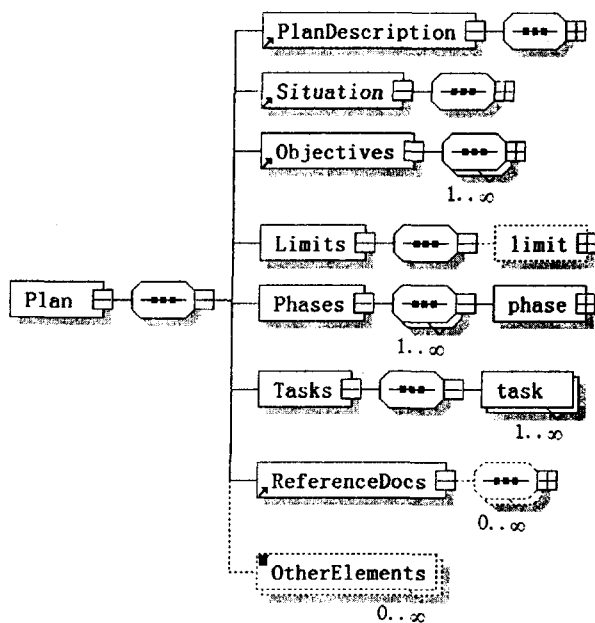 PlanDescription
Situation
Objectives
1..∞
Limits
limit
Plan
Phases
phase
1..∞
Tasks
task
1..∞
ReferenceDocs
0..∞
OtherElements
0..∞